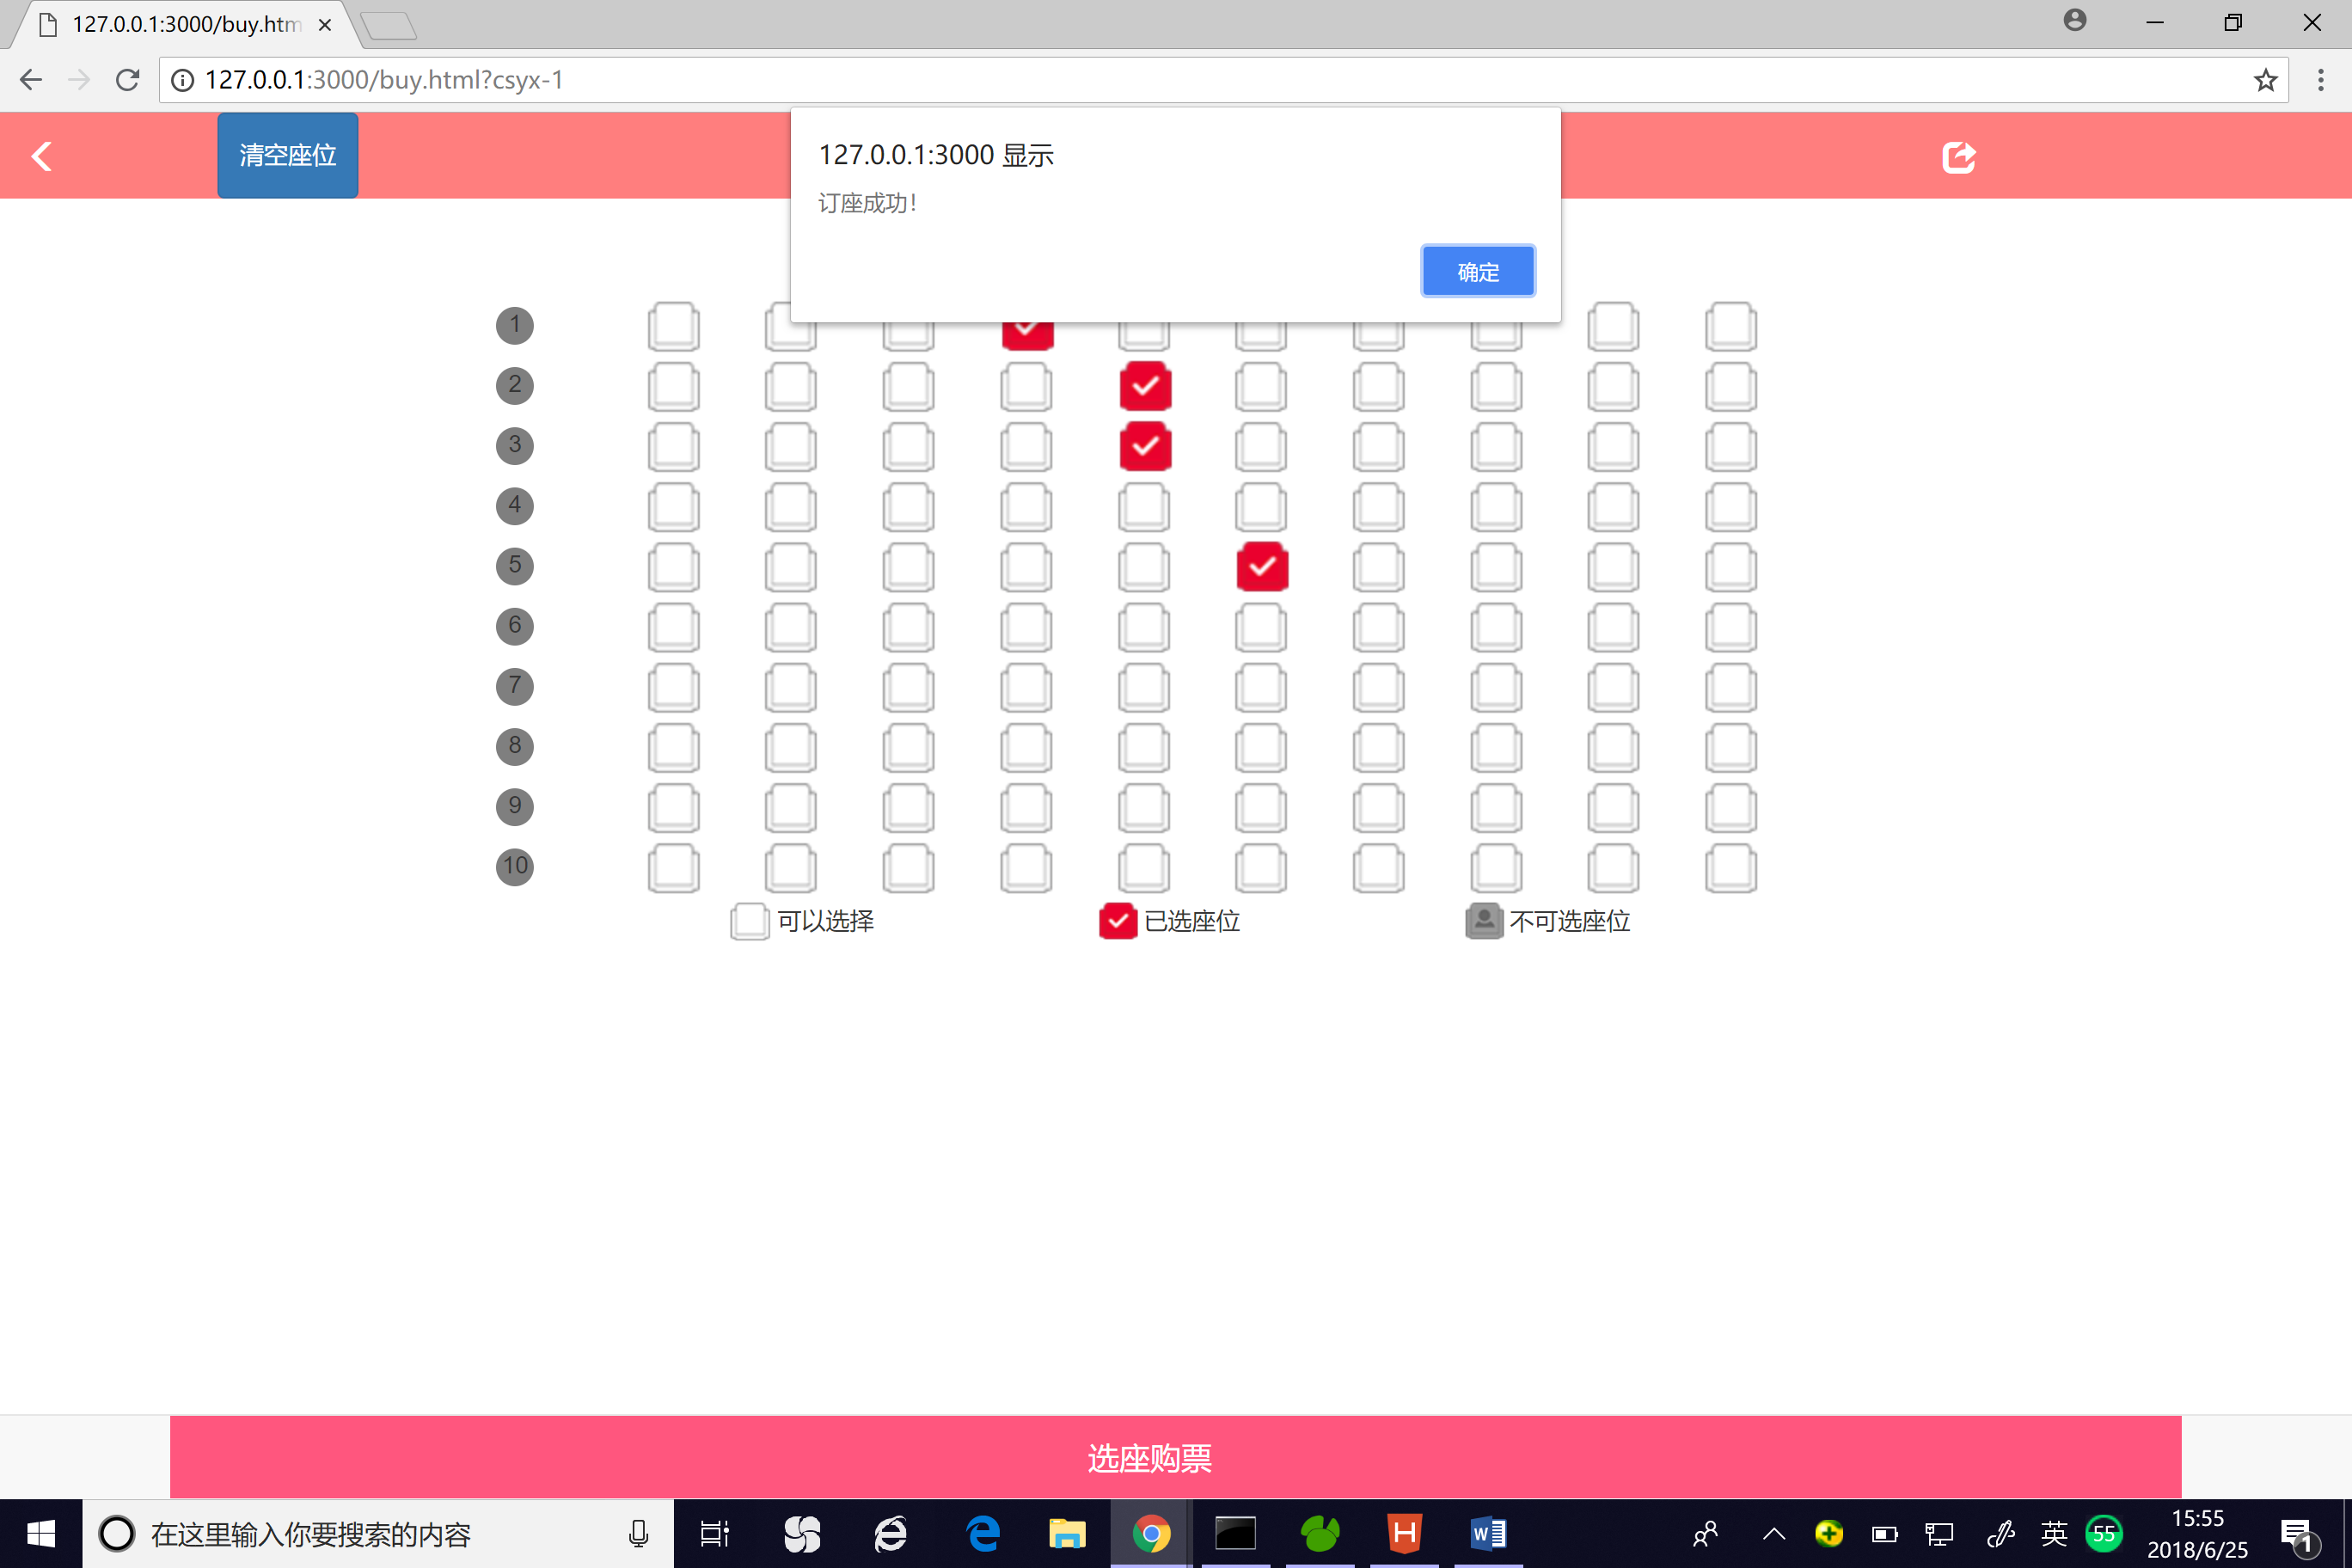 127.0.0.1:3000/buy.htm
127.0.0.1:3000/buy.html?csyx-1
清空座位
127.0.0.1:3000 显示
订座成功！
确定
1
2
3
4
5
6
7
8
9
10
可以选择
已选座位
不可选座位
选座购票
在这里输入你要搜索的内容
英
55
15:55
2018/6/25
1